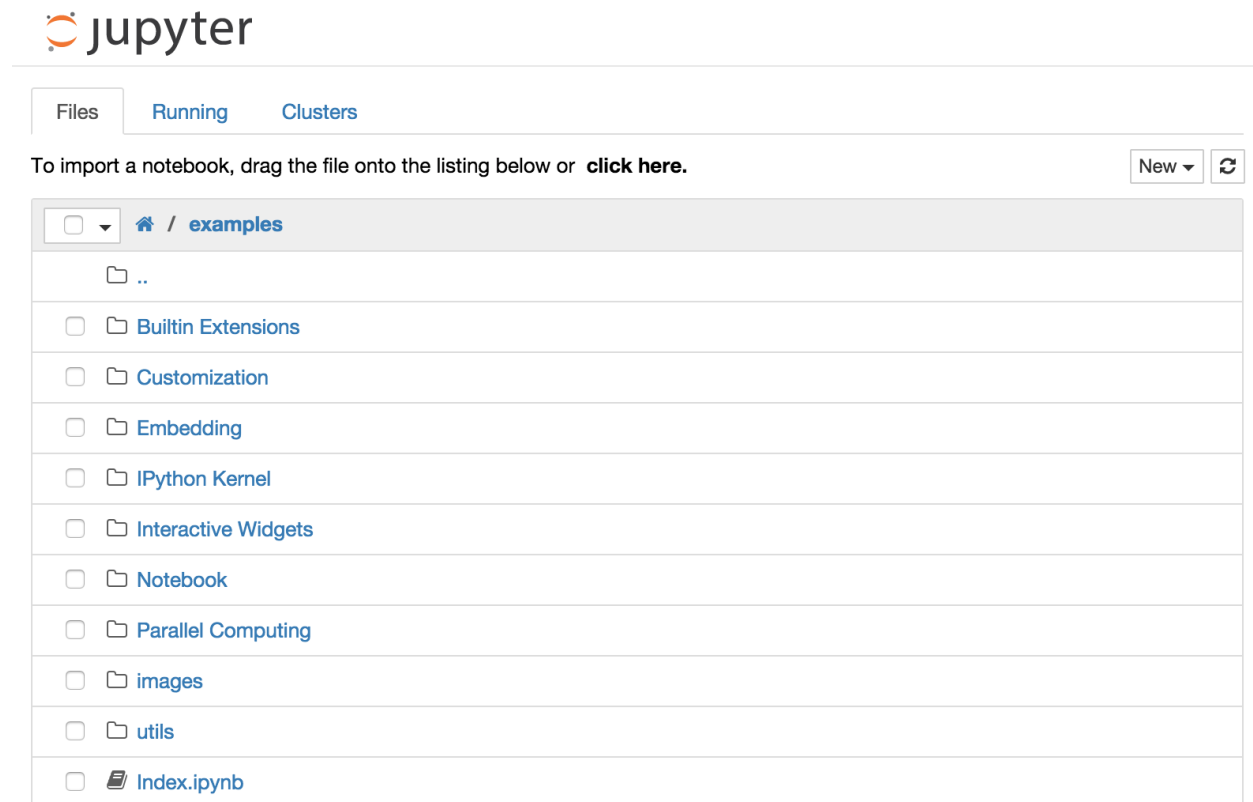 jupyter
Files Running Clusters
To import a notebook, drag the file onto the listing below or click here. New
/ examples
..
Builtin Extensions
Customization
Embedding
IPython Kernel
Interactive Widgets
Notebook
Parallel Computing
images
utils
Index.ipynb